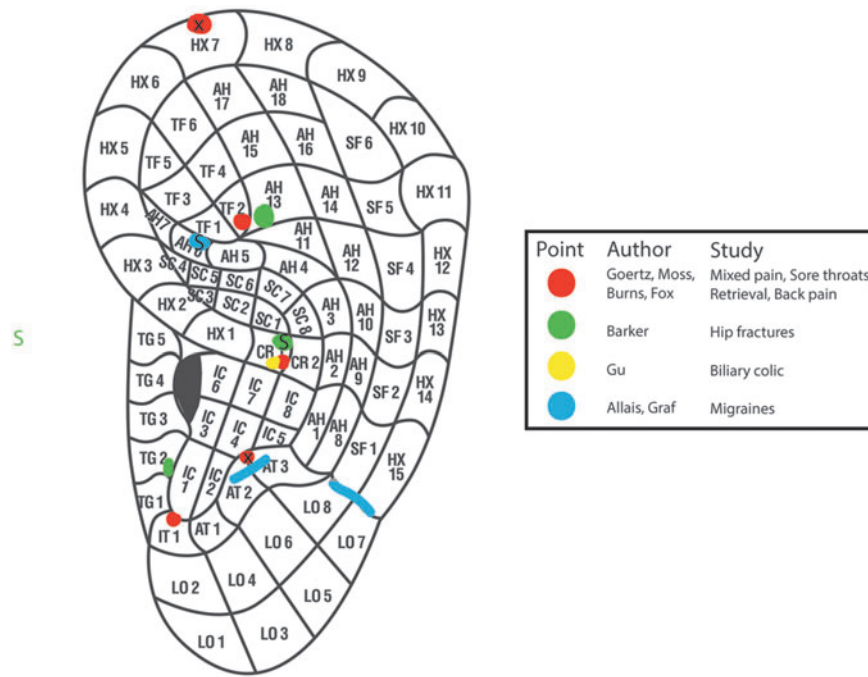 X
HX 7
HX 8
HX 6
HX 9
AH
17
AH
18
TF 6
HX 10
HX 5
AH
15
AH
16
SF 6
TF 5
TF 4
HX 11
HX 4
TF 3
TF 2
AH
13
AH
14
SF 5
AH7
TF 1
S
AH
11
HX
12
HX 3
SC 4
AH 5
AH 4
AH
12
SF 4
SC 5
SC 6
SC 7
SC 3
SC 2
SC 1
SC 8
HX 2
AH
3
AH
10
HX
13
S
TG 5
HX 1
S
SF 3
CR
CR 2
AH
2
AH
9
TG 4
IC
6
IC
7
IC
8
SF 2
HX
14
TG 3
IC
3
IC
4
IC 5
AH
1
AH
8
SF 1
TG 2
IC
1
IC
2
X
AT 3
HX
15
TG 1
AT 2
IT 1
AT 1
LO 8
LO 6
LO 7
LO 2
LO 4
LO 5
LO 1
LO 3
Point Author Study
Goertz, Moss, Mixed pain, Sore throats
Burns, Fox Retrieval, Back pain
Barker Hip fractures
Gu Biliary colic
Allais, Graf Migraines